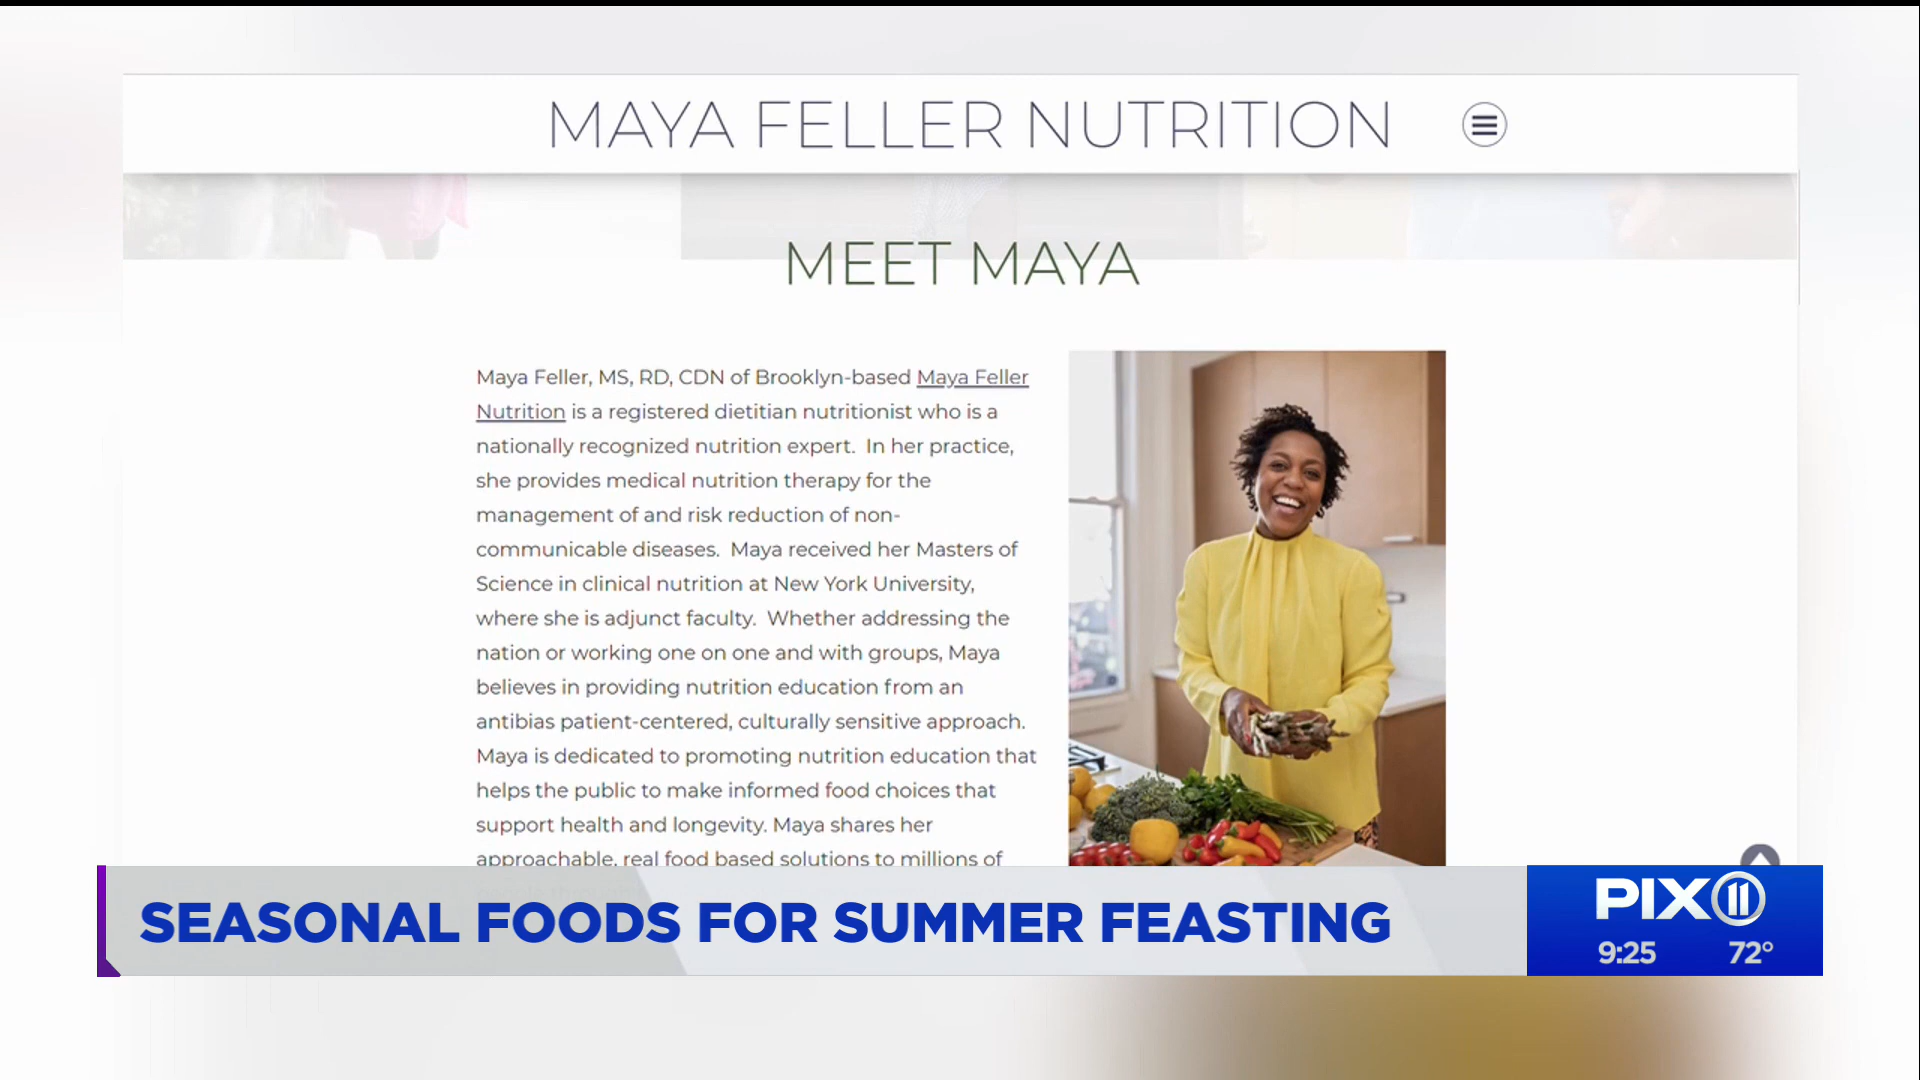 MAYA FELLER NUTRITION
MEET MAYA
Maya Feller, MS, RD, CDN of Brooklyn-based Maya Feller
Nutrition is a registered dietitian nutritionist who is a
nationally recognized nutrition expert.  In her practice,
she provides medical nutrition therapy for the
management of and risk reduction of non-
communicable diseases.  Maya received her Masters of
Science in clinical nutrition at New York University,
where she is adjunct faculty.  Whether addressing the
nation or working one on one and with groups, Maya
believes in providing nutrition education from an
antibias patient-centered, culturally sensitive approach.
Maya is dedicated to promoting nutrition education that
helps the public to make informed food choices that
support health and longevity. Maya shares her
approachable, real food based solutions to millions of
SEASONAL FOODS FOR SUMMER FEASTING
PIX 11
9:25 72°